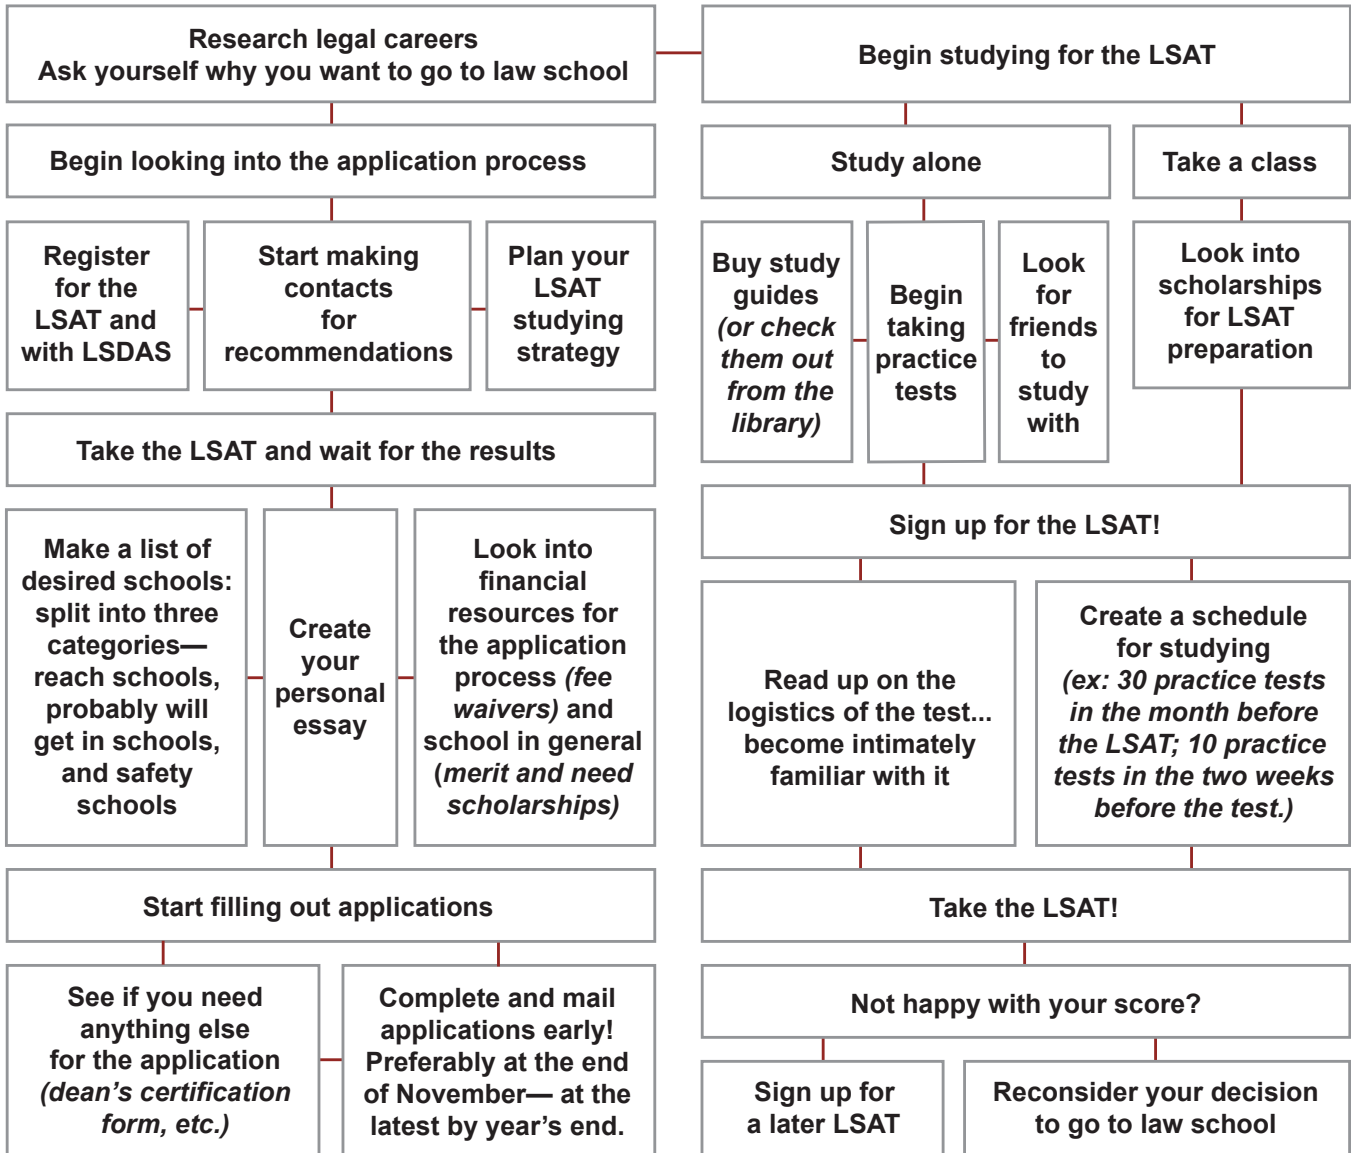 Research legal careers
Ask yourself why you want to go to law school
Begin looking into the application process
Register
for the
LSAT and
with LSDAS
Start making
contacts
for
recommendations
Plan your
LSAT
studying
strategy
Take the LSAT and wait for the results
Make a list of
desired schools:
split into three
categories—
reach schools,
probably will
get in schools,
and safety
schools
Create
your
personal
essay
Look into
financial
resources for
the application
process (fee
waivers) and
school in general
(merit and need
scholarships)
Start filling out applications
See if you need
anything else
for the application
(dean's certification
form, etc.)
Complete and mail
applications early!
Preferably at the end
of November— at the
latest by year's end.
Begin studying for the LSAT
Study alone
Take a class
Buy study
guides
(or check
them out
from the
library)
Begin
taking
practice
tests
Look
for
friends
to
study
with
Look into
scholarships
for LSAT
preparation
Sign up for the LSAT!
Read up on the
logistics of the test...
become intimately
familiar with it
Create a schedule
for studying
(ex: 30 practice tests
in the month before
the LSAT; 10 practice
tests in the two weeks
before the test.)
Take the LSAT!
Not happy with your score?
Sign up for
a later LSAT
Reconsider your decision
to go to law school